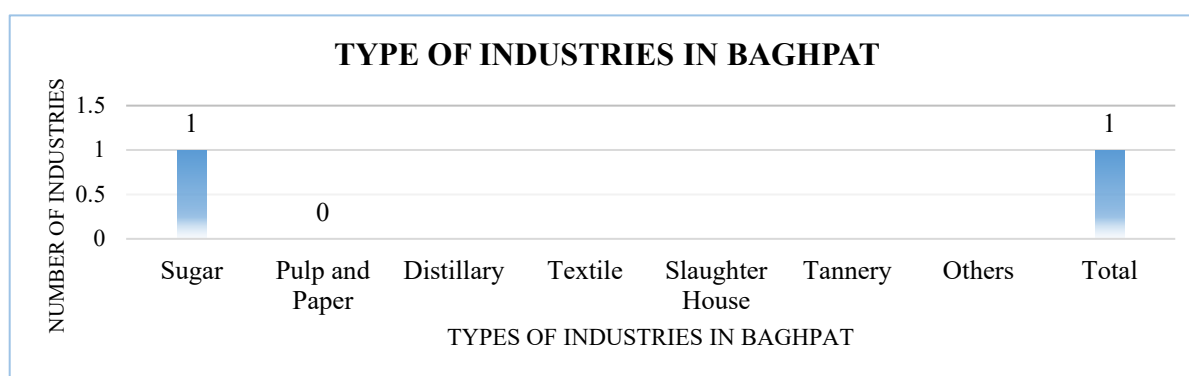 TYPE OF INDUSTRIES IN BAGHPAT
NUMBER OF INDUSTRIES
1.5
1
0.5
0
1
0
1
Sugar
Pulp and
Paper
Distillary
Textile
Slaughter
House
Tannery
Others
Total
TYPES OF INDUSTRIES IN BAGHPAT